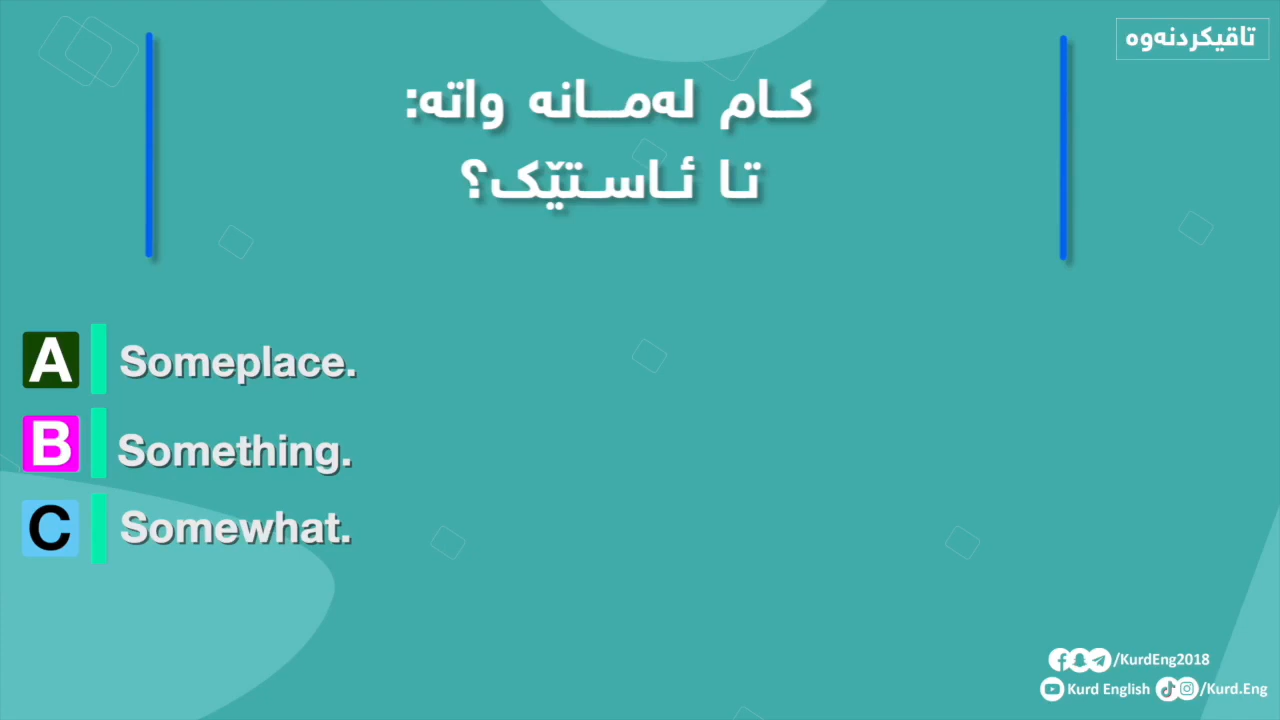 تاقیکردنەوە
کام لەمانە واتە:
تا ئاستێک؟
A Someplace.
B Something.
C Somewhat.
/KurdEng2018
Kurd English /Kurd.Eng